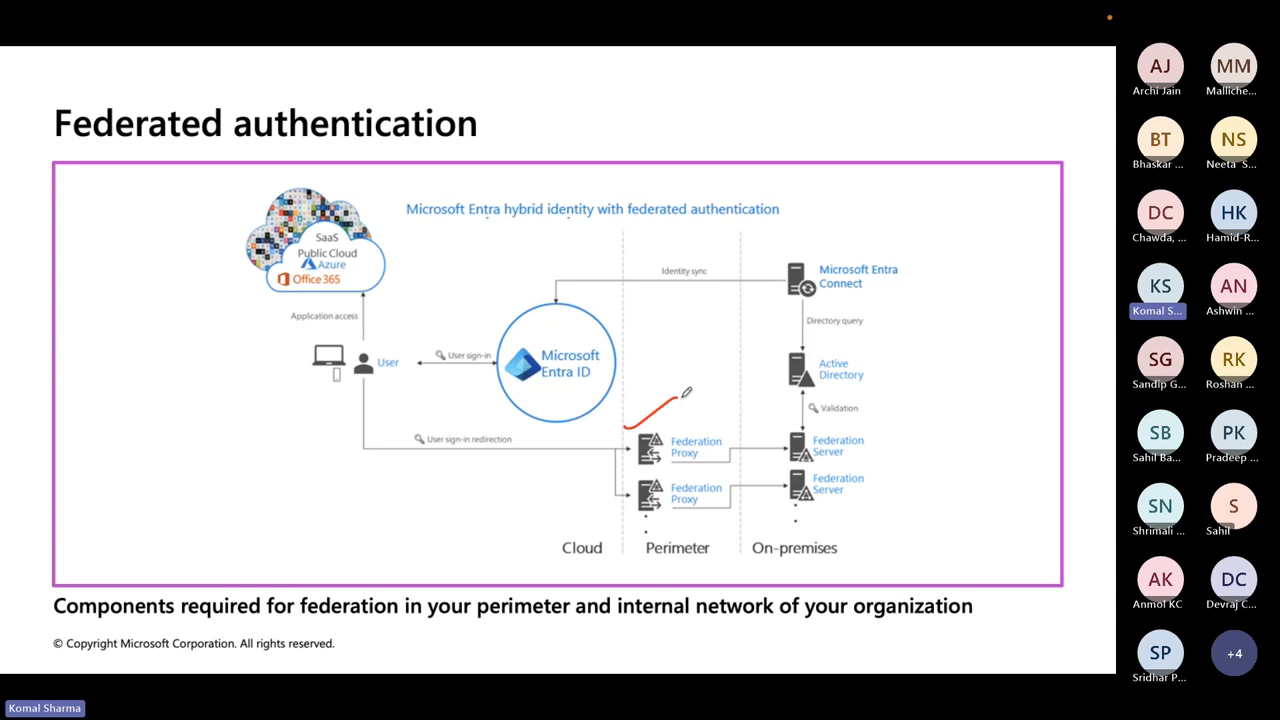 Federated authentication
Microsoft Entra hybrid identity with federated authentication
SaaS
Public Cloud
Azure
Office 365
Identity sync
Microsoft Entra
Connect
Application access
Directory query
User
User sign-in
Microsoft
Entra ID
Active
Directory
Validation
User sign-in redirection
Federation
Proxy
Federation
Server
Federation
Proxy
Federation
Server
Cloud
Perimeter
On-premises
Components required for federation in your perimeter and internal network of your organization
© Copyright Microsoft Corporation. All rights reserved.
AJ
Archi Jain
MM
Malliche...
BT
Bhaskar ...
NS
Neeta S...
DC
Chawda, ...
HK
Hamid-R...
KS
Komal S...
AN
Ashwin ...
SG
Sandip G...
RK
Roshan ...
SB
Sahil Ba...
PK
Pradeep ...
SN
Shrimali ...
S
Sahil
AK
Anmol KC
DC
Devraj C...
SP
Sridhar P...
+4
Komal Sharma